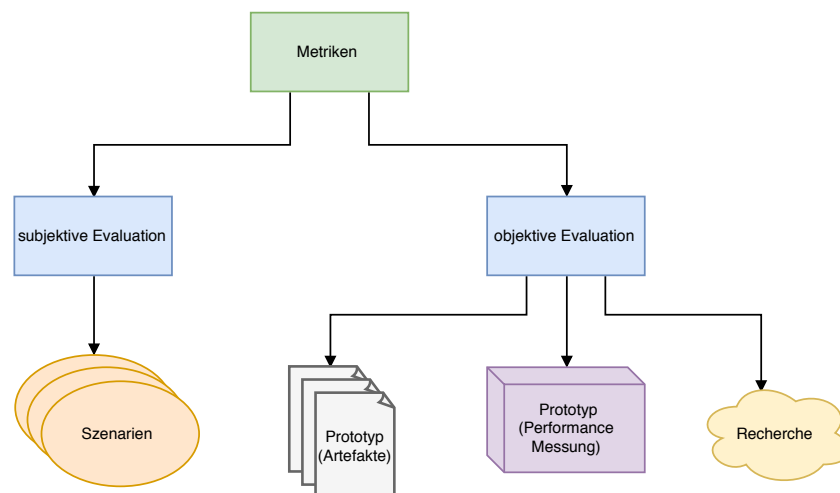 Metriken
subjektive Evaluation
objektive Evaluation
Szenarien
Prototyp
(Artefakte)
Prototyp
(Performance
Messung)
Recherche